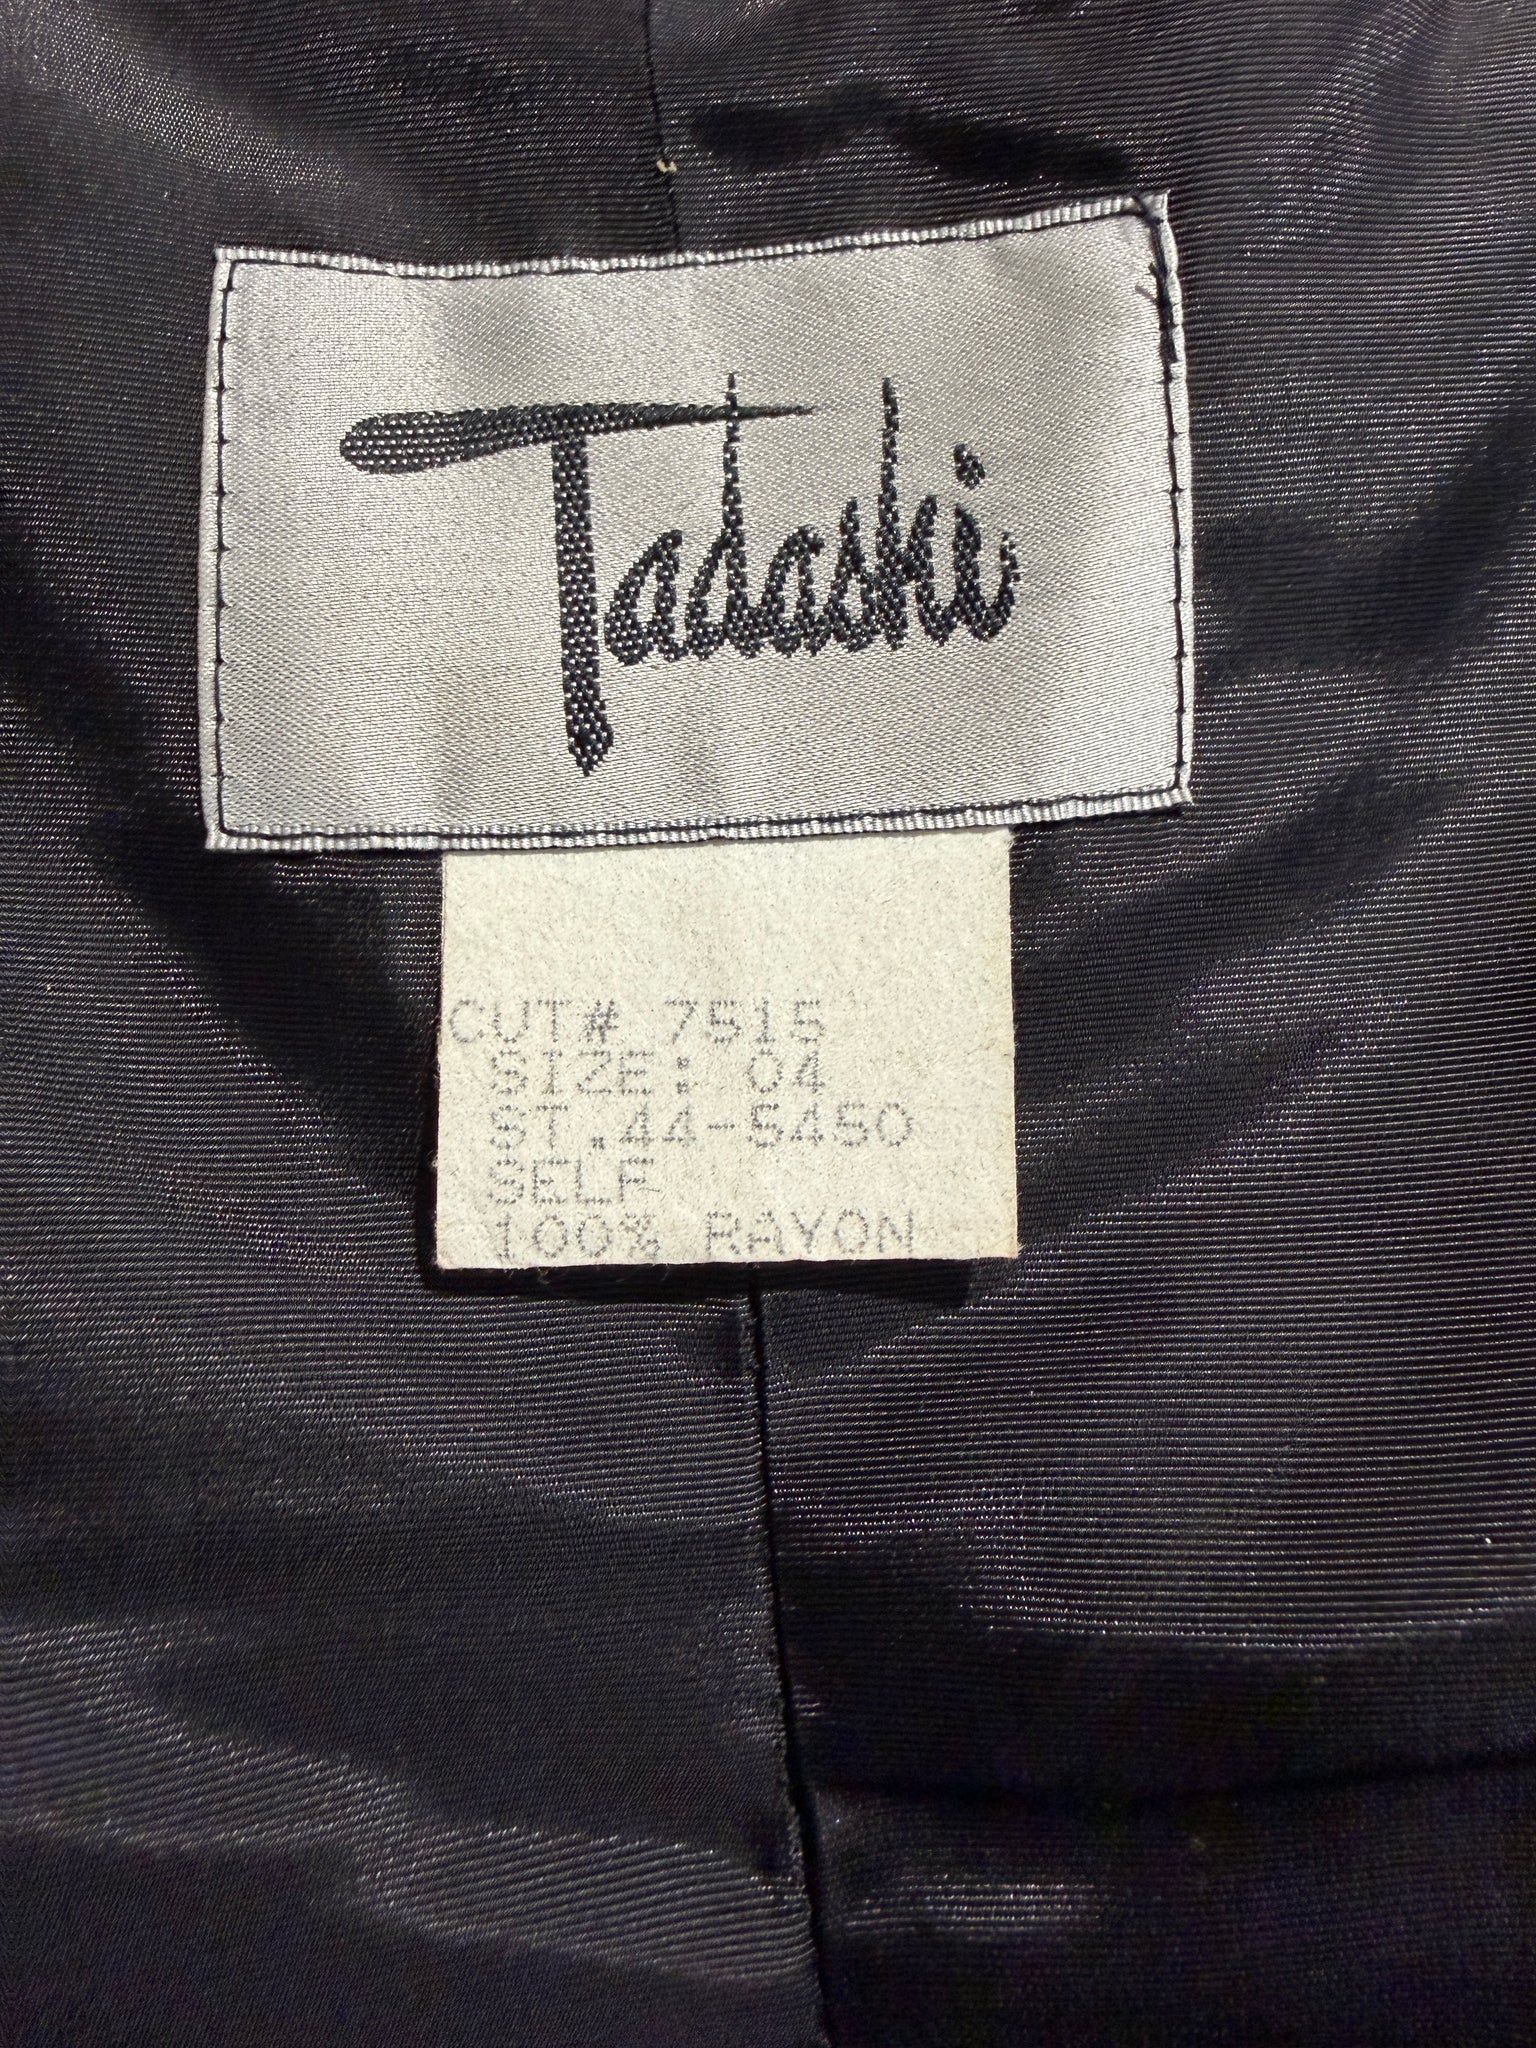 Tadashi
CUT# 7515
SIZE: 04
ST.44-5450
SELF
100% RAYON